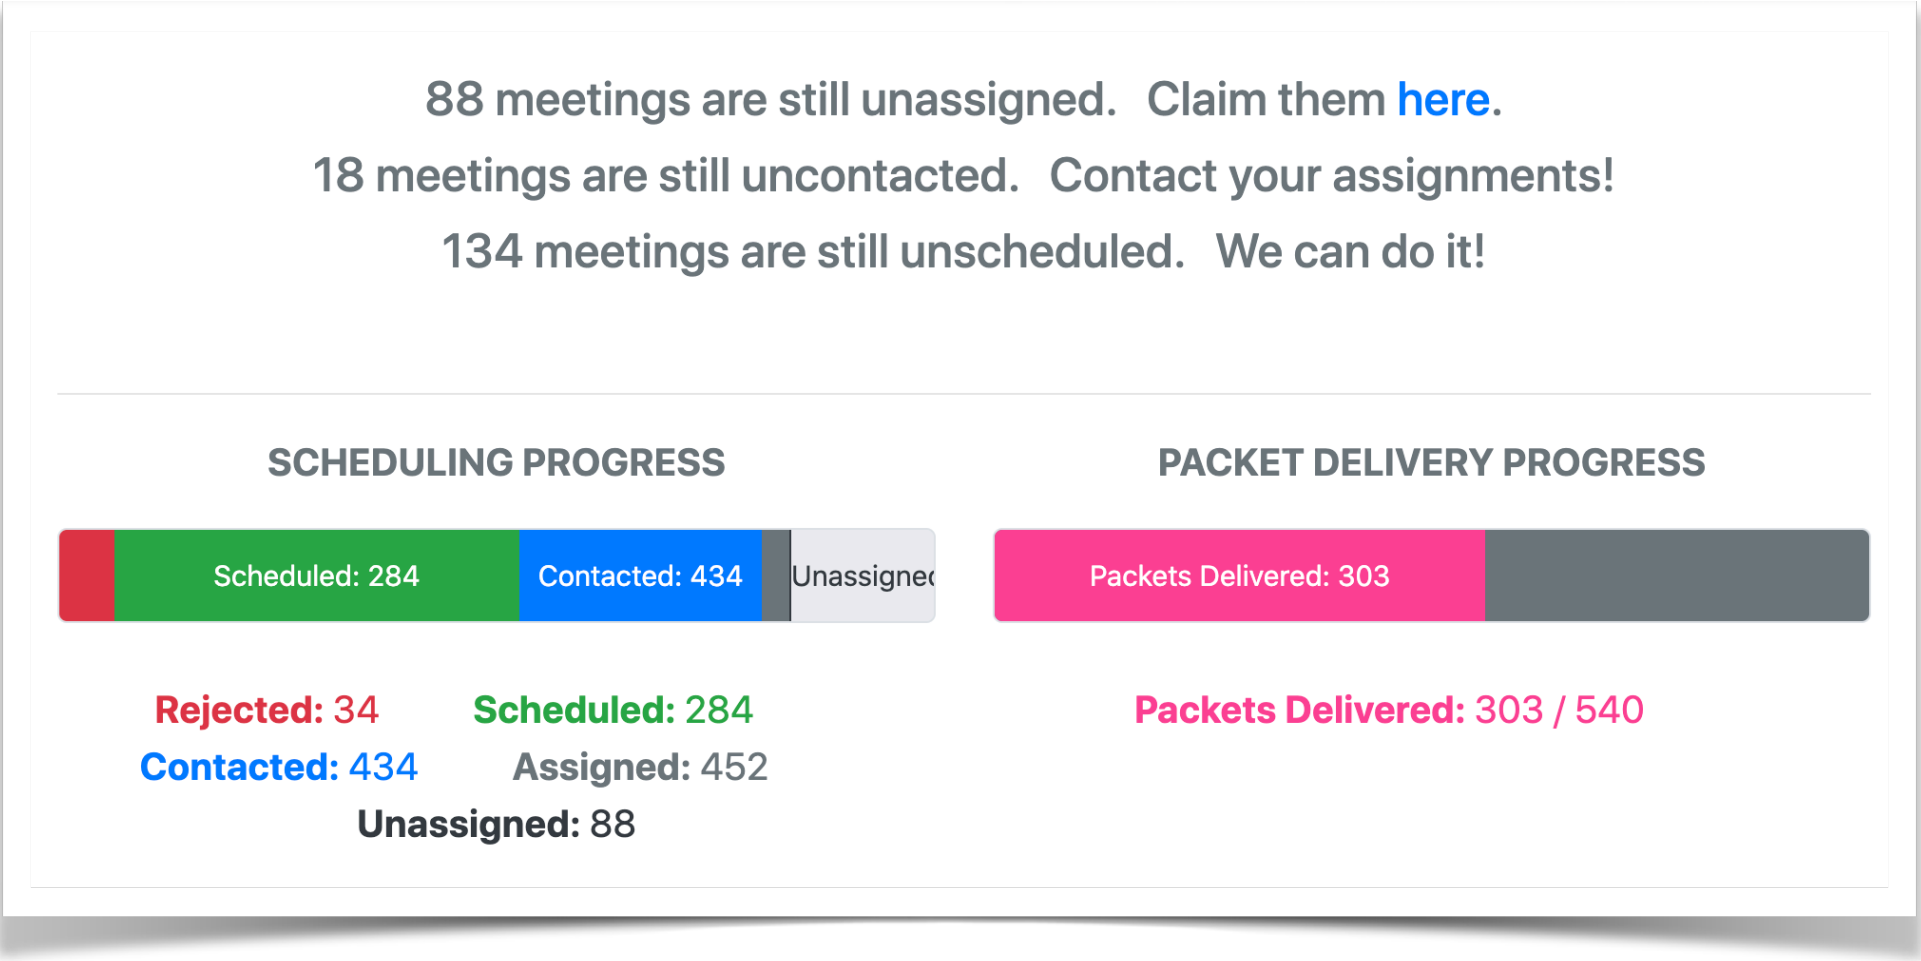 88 meetings are still unassigned. Claim them here.
18 meetings are still uncontacted. Contact your assignments!
134 meetings are still unscheduled. We can do it!
SCHEDULING PROGRESS
Scheduled: 284 Contacted: 434 Unassigned
Rejected: 34 Scheduled: 284
Contacted: 434 Assigned: 452
Unassigned: 88
PACKET DELIVERY PROGRESS
Packets Delivered: 303
Packets Delivered: 303 / 540